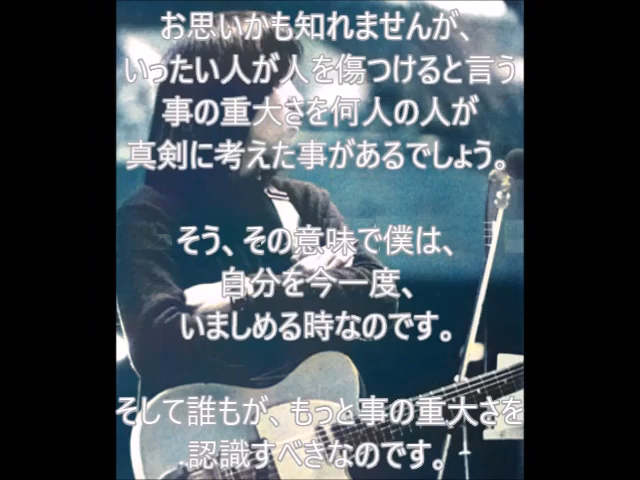 お思いかも知れませんが、
いったい人が人を傷つけると言う
事の重大さを何人の人が
真剣に考えた事があるでしょう。
そう、その意味で僕は、
自分を今一度、
いましめる時なのです。
そして誰もが、もっと事の重大さを
認識すべきなのです。